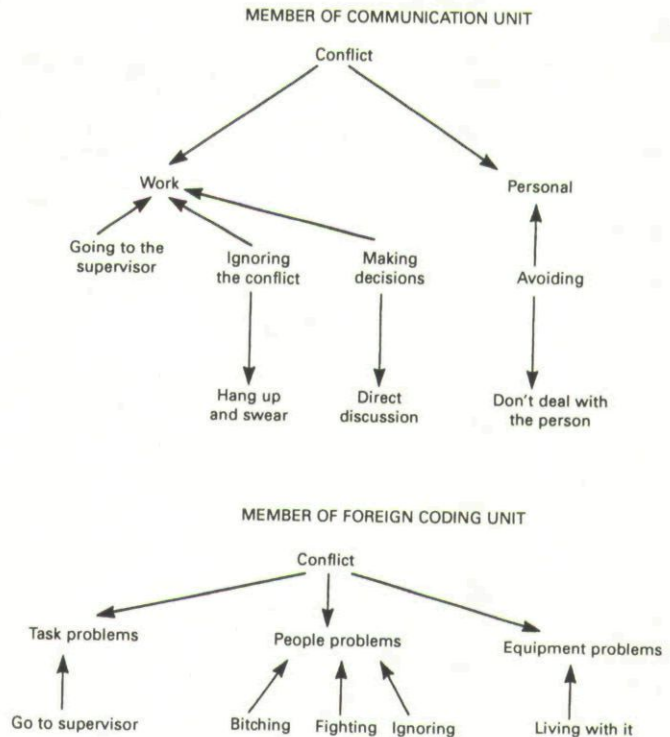 MEMBER OF COMMUNICATION UNIT
Conflict
Work
Personal
Going to the
supervisor
Ignoring
the conflict
Making
decisions
Avoiding
Hang up
and swear
Direct
discussion
Don't deal with
the person
MEMBER OF FOREIGN CODING UNIT
Conflict
Task problems
People problems
Equipment problems
Go to supervisor
Bitching
Fighting
Ignoring
Living with it